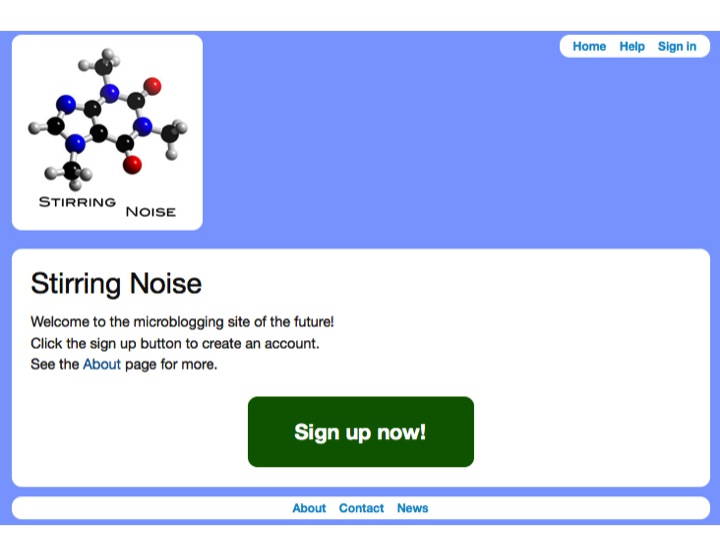 Home Help Sign in
STIRRING NOISE
Stirring Noise
Welcome to the microblogging site of the future!
Click the sign up button to create an account.
See the About page for more.
Sign up now!
About Contact News